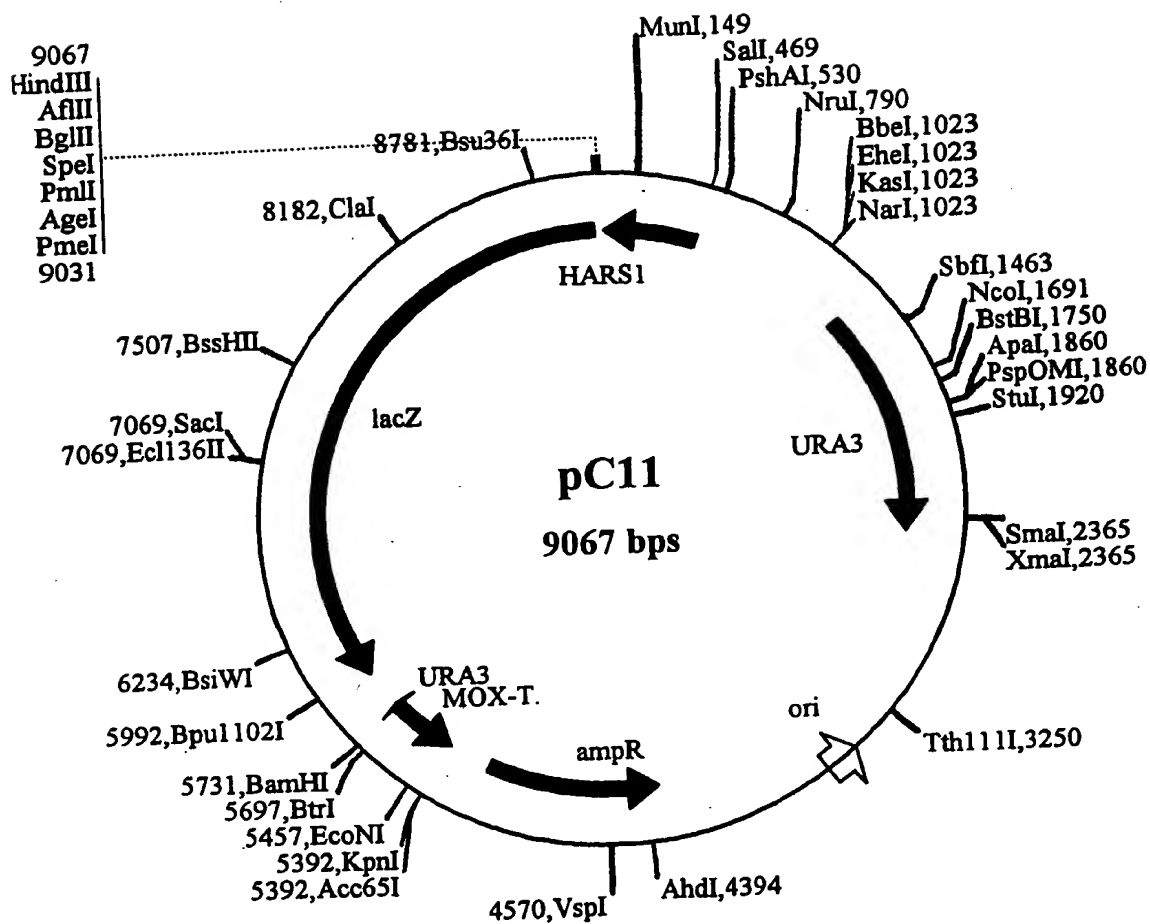 9067
HindIII
AflII
BglII
SpeI
PmlI
AgeI
PmeI
9031
8781,Bsu36I
8182,ClaI
7507,BssHII
7069,SacI
7069,Ecl136II
6234,BsiWI
5992,Bpu1102I
5731,BamHI
5697,BtrI
5457,EcoNI
5392,KpnI
5392,Acc65I
4570,VspI
MunI,149
SalI,469
PshAI,530
NruI,790
BbeI,1023
EheI,1023
KasI,1023
NarI,1023
SbfI,1463
NcoI,1691
BstBI,1750
ApaI,1860
PspOMI,1860
StuI,1920
SmaI,2365
XmaI,2365
Tth111I,3250
AhdI,4394
HARS1
lacZ
URA3
pC11
9067 bps
URA3
MOX-T.
ampR
ori